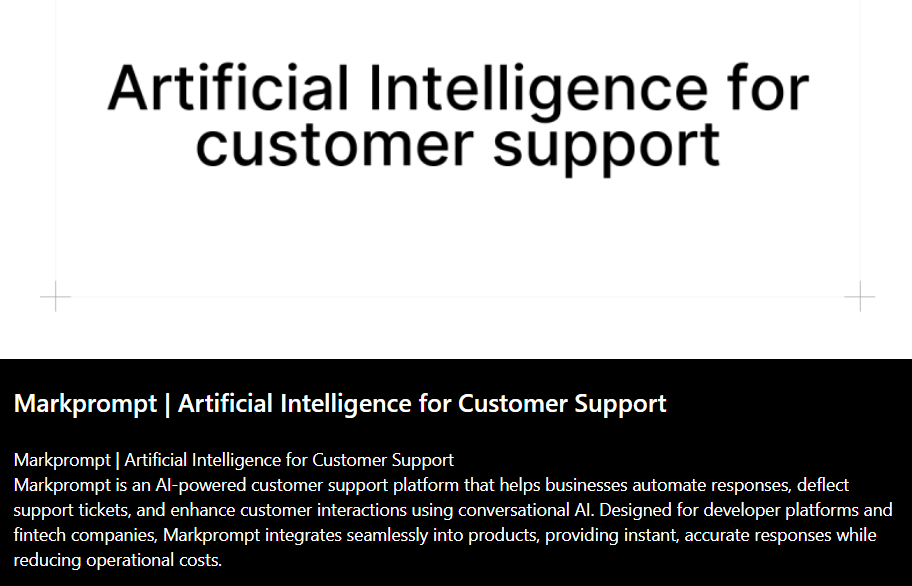 Artificial Intelligence for
customer support
Markprompt | Artificial Intelligence for Customer Support
Markprompt | Artificial Intelligence for Customer Support
Markprompt is an AI-powered customer support platform that helps businesses automate responses, deflect
support tickets, and enhance customer interactions using conversational AI. Designed for developer platforms and
fintech companies, Markprompt integrates seamlessly into products, providing instant, accurate responses while
reducing operational costs.